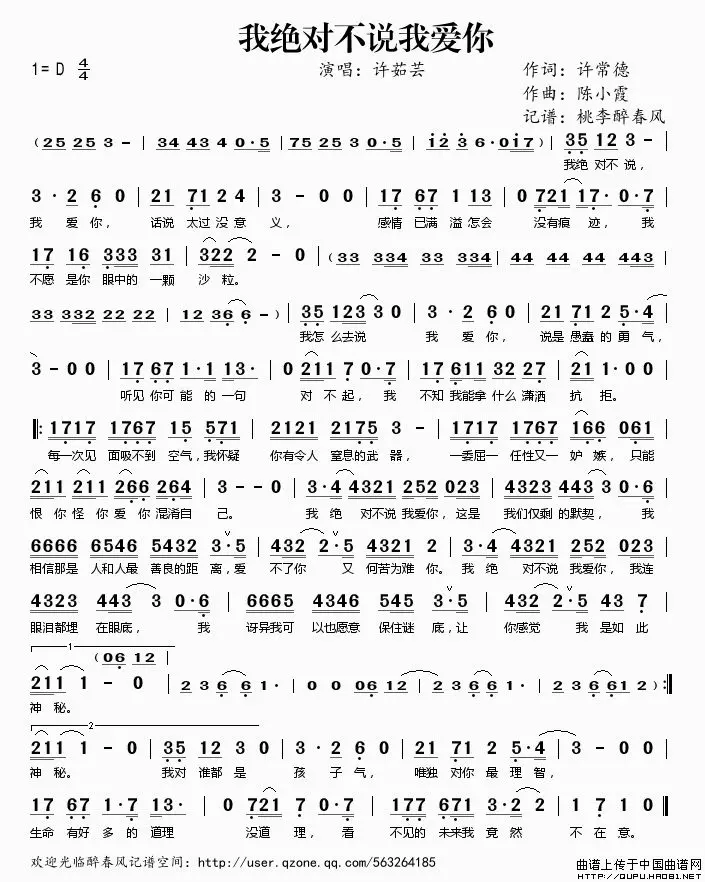 我绝对不说我爱你
1=D 4/4 演唱：许茹芸 作词：许常德
作曲：陈小霞
记谱：桃李醉春风
（25 25 3 - | 34 43 4 0·5 | 75 25 3 0·5 | i2 3 6·0i7） | 35 12 3 - |
我绝 对不 说，
3·2 6 0 | 21 71 2 4 | 3 - 0 0 | 17 67 1 13 | 0 721 17· 0·7 |
我 爱 你， 话说 太过 没 意 义， 感情 已满 溢 怎会 没有痕 迹， 我
17 16 333 31 | 322 2 - 0 | （33 334 33 334 | 44 44 44 443 |
不愿 是你 眼中的 一颗 沙 粒。
33 332 22 22 | 12 36 6 -） | 35 123 3 0 | 3·2 6 0 | 21 71 2 5·4 |
我怎 么去说 我 爱 你， 说是 愚蠢 的 勇 气，
3 - 0 0 | 17 67 1·1 13· | 0 211 7 0·7 | 17 611 32 27 | 21 1·0 0 |
听见 你可 能 的 一句 对 不 起， 我 不知 我能拿 什么 潇洒 抗 拒。
‖: 1717 1767 15 571 | 2121 2175 3 - | 1717 1767 166 061 |
每一次见 面吸不到 空气，我怀疑 你有令人 窒息的武 器， 一委屈一 任性又一 妒 嫉， 只能
211 211 266 264 | 3 - - 0 | 3·4 4321 252 023 | 4323 443 3 0·6 |
恨 你 怪 你 爱 你 混淆自 己。 我 绝 对不说 我爱你，这是 我们仅剩 的默契， 我
6666 6546 5432 3·5 | 432 2·5 4321 2 | 3·4 4321 252 023 |
相信那是 人和人最 善良的距 离，爱 不了你 又 何苦为难 你。 我 绝 对不说 我爱你，我连
4323 443 3 0·6 | 6665 4346 545 3·5 | 432 2·5 43 7 |
眼泪都埋 在眼底， 我 讶异我可 以也愿意 保住谜 底，让 你感觉 我 是如 此
1 （06 12
211 1 - 0 | 2 3 6 6 1· | 0 0 06 12 | 2 3 6 6 1· | 2 3 6 61 2）:‖
神 秘。
2
211 1 - 0 | 35 12 3 0 | 3·2 6 0 | 21 71 2 5·4 | 3 - 0 0 |
神 秘。 我对 谁都 是 孩 子 气， 唯独 对你 最 理 智，
17 67 1·7 13· | 0 721 7 0·7 | 177 671 3·2 2 | 1 - 0 0 ‖
生命 有好 多 的 道理 没道 理， 看 不见的 未来我 竟 然 不 在 意。
欢迎光临醉春风记谱空间：http://user.qzone.qq.com/563264185
曲谱上传于中国曲谱网
http://QUPU.HAO81.NET